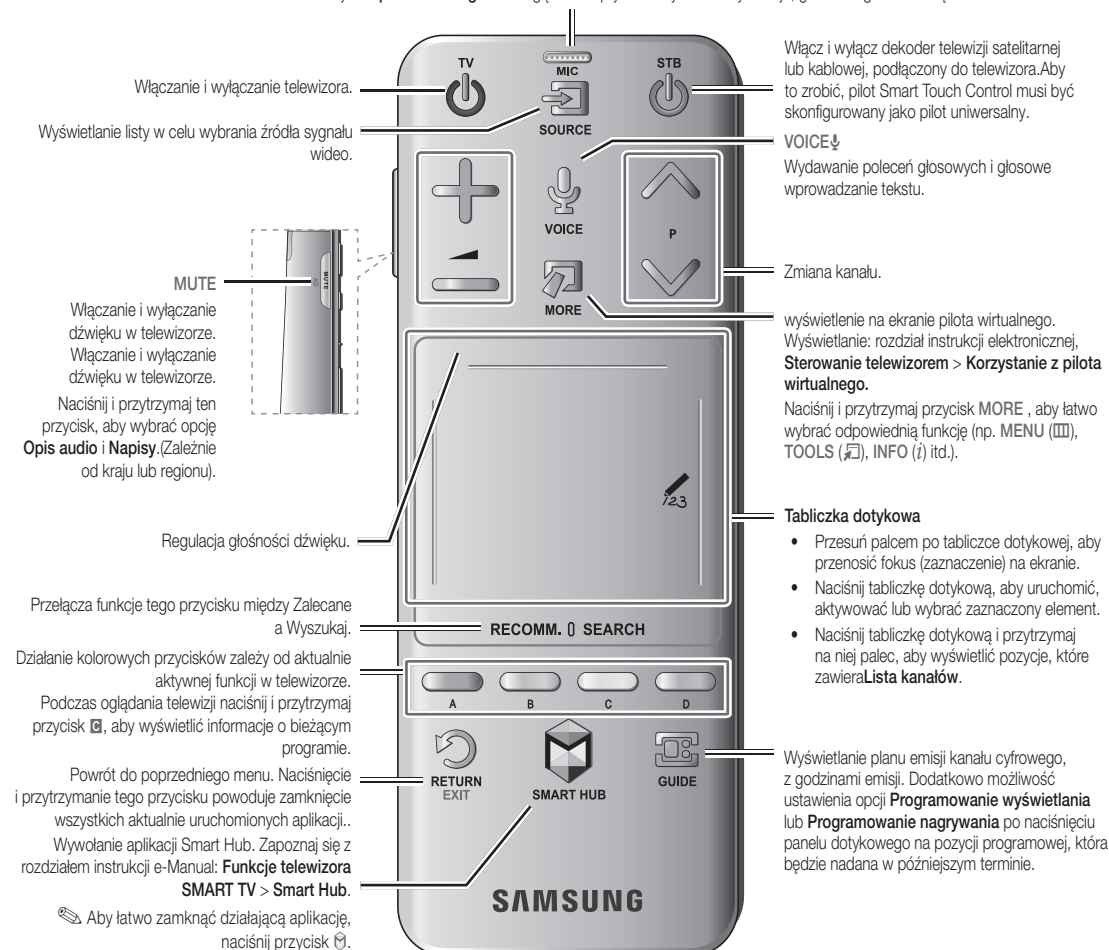 TV
MIC
STB
SOURCE
VOICE
P
MORE
MUTE
AD
123
RECOMM. SEARCH
A B C D
RETURN
EXIT
SMART HUB
GUIDE
SAMSUNG
Włączanie i wyłączanie telewizora.
Wyświetlanie listy w celu wybrania źródła sygnału
wideo.
MUTE
Włączanie i wyłączanie
dźwięku w telewizorze.
Włączanie i wyłączanie
dźwięku w telewizorze.
Naciśnij i przytrzymaj ten
przycisk, aby wybrać opcję
Opis audio i Napisy.(Zależnie
od kraju lub regionu).
Regulacja głośności dźwięku.
Przełącza funkcje tego przycisku między Zalecane
a Wyszukaj.
Działanie kolorowych przycisków zależy od aktualnie
aktywnej funkcji w telewizorze.
Podczas oglądania telewizji naciśnij i przytrzymaj
przycisk C, aby wyświetlić informacje o bieżącym
programie.
Powrót do poprzedniego menu. Naciśnięcie
i przytrzymanie tego przycisku powoduje zamknięcie
wszystkich aktualnie uruchomionych aplikacji..
Wywołanie aplikacji Smart Hub. Zapoznaj się z
rozdziałem instrukcji e-Manual: Funkcje telewizora
SMART TV > Smart Hub.
Aby łatwo zamknąć działającą aplikację,
naciśnij przycisk .
Włącz i wyłącz dekoder telewizji satelitarnej
lub kablowej, podłączony do telewizora.Aby
to zrobić, pilot Smart Touch Control musi być
skonfigurowany jako pilot uniwersalny.
VOICE
Wydawanie poleceń głosowych i głosowe
wprowadzanie tekstu.
Zmiana kanału.
wyświetlenie na ekranie pilota wirtualnego.
Wyświetlanie: rozdział instrukcji elektronicznej,
Sterowanie telewizorem > Korzystanie z pilota
wirtualnego.
Naciśnij i przytrzymaj przycisk MORE , aby łatwo
wybrać odpowiednią funkcję (np. MENU (), 
TOOLS (), INFO (i) itd.).
Tabliczka dotykowa
• Przesuń palcem po tabliczce dotykowej, aby
przenosić fokus (zaznaczenie) na ekranie.
• Naciśnij tabliczkę dotykową, aby uruchomić,
aktywować lub wybrać zaznaczony element.
• Naciśnij tabliczkę dotykową i przytrzymaj
na niej palec, aby wyświetlić pozycje, które
zawieraLista kanałów.
Wyświetlanie planu emisji kanału cyfrowego,
z godzinami emisji. Dodatkowo możliwość
ustawienia opcji Programowanie wyświetlania
lub Programowanie nagrywania po naciśnięciu
panelu dotykowego na pozycji programowej, która
będzie nadana w późniejszym terminie.